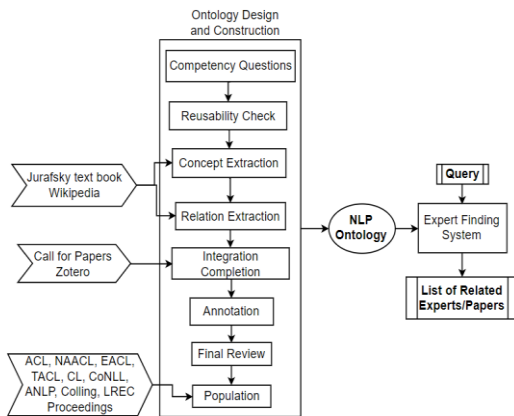 Ontology Design
and Construction
Competency Questions
Reusability Check
Jurafsky text book
Wikipedia
Concept Extraction
Relation Extraction
Call for Papers
Zotero
Integration
Completion
Annotation
Final Review
ACL, NAACL, EACL,
TACL, CL, CoNLL,
ANLP, Colling, LREC
Proceedings
Population
NLP
Ontology
Query
Expert Finding
System
List of Related
Experts/Papers